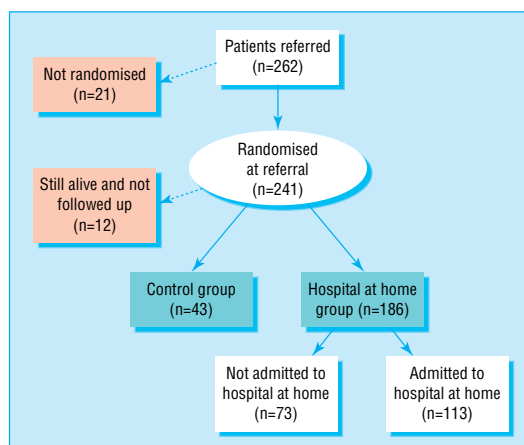 Patients referred
(n=262)
Not randomised
(n=21)
Randomised
at referral
(n=241)
Still alive and not
followed up
(n=12)
Control group
(n=43)
Hospital at home
group (n=186)
Not admitted to
hospital at home
(n=73)
Admitted to
hospital at home
(n=113)